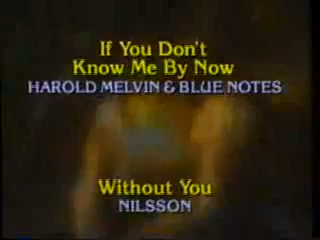 If You Don't
Know Me By Now
HAROLD MELVIN & BLUE NOTES
Without You
NILSSON